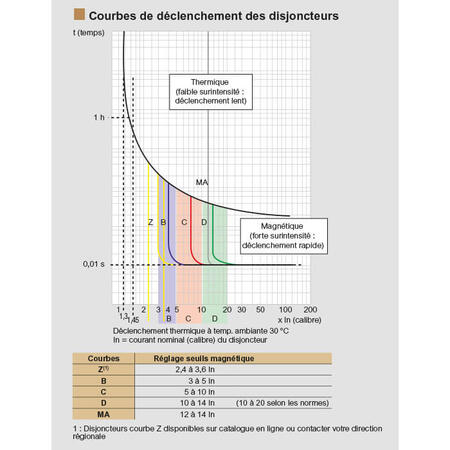 Courbes de déclenchement des disjoncteurs
t (temps)
Thermique
(faible surintensité :
déclenchement lent)
1 h
MA
Z B C D
Magnétique
(forte surintensité :
déclenchement rapide)
0,01 s
1 2 3 4 5 10 20 30 50 100 200
1,3
1,45
B C D
x In (calibre)
Déclenchement thermique à temp. ambiante 30 °C
In = courant nominal (calibre) du disjoncteur
Courbes Réglage seuils magnétique
Z(1) 2,4 à 3,6 In
B 3 à 5 In
C 5 à 10 In
D 10 à 14 In (10 à 20 selon les normes)
MA 12 à 14 In
1 : Disjoncteurs courbe Z disponibles sur catalogue en ligne ou contacter votre direction
régionale